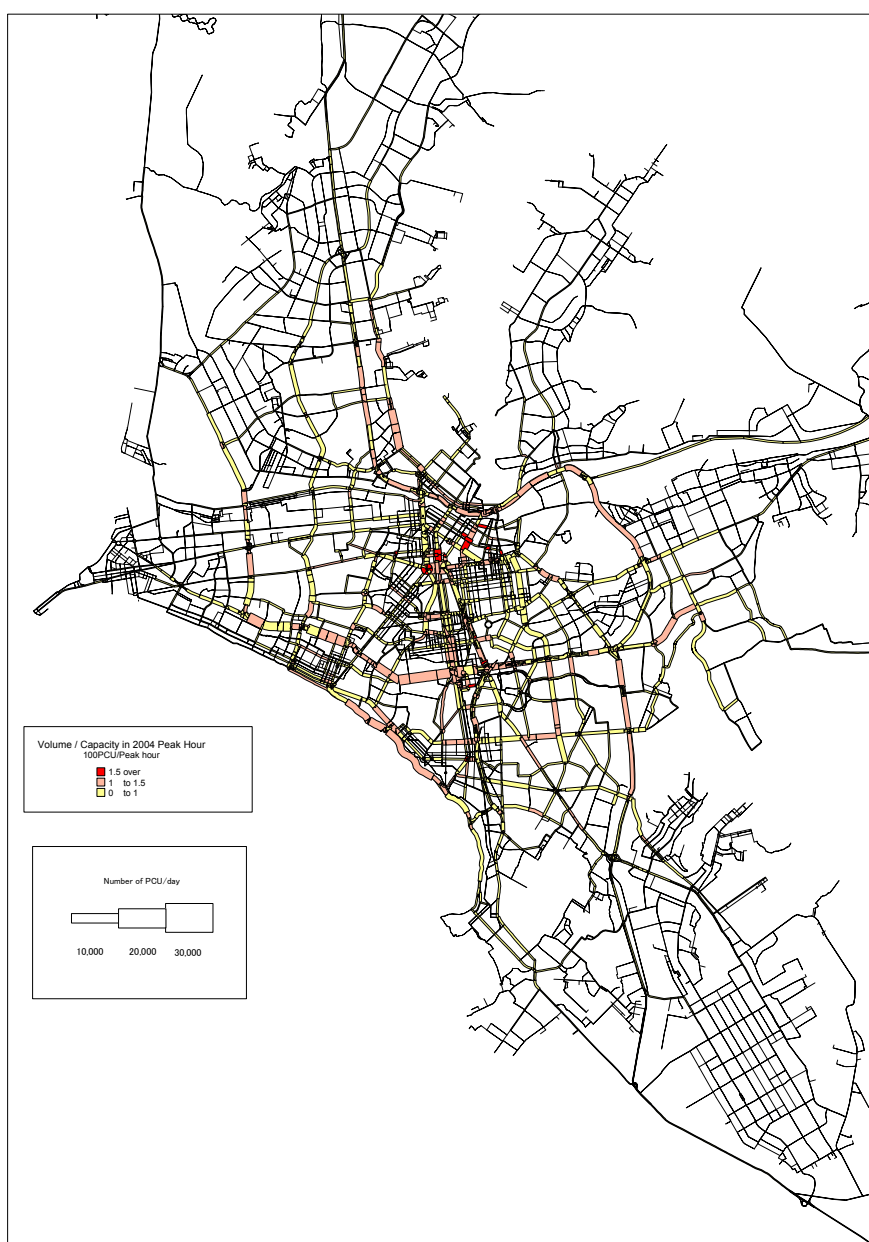 Volume / Capacity in 2004 Peak Hour
100PCU/Peak hour
1.5 over
1 to 1.5
0 to 1
Number of PCU/day
10,000 20,000 30,000